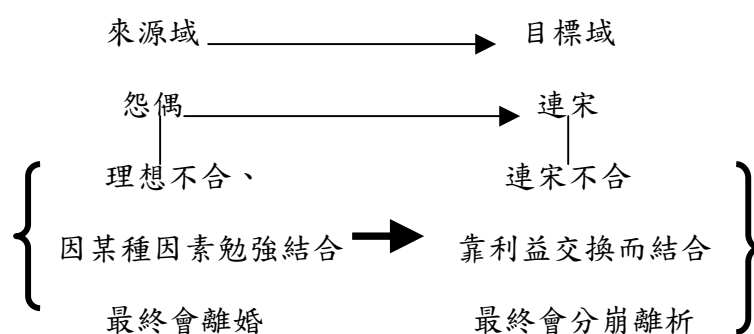 來源域 目標域
怨偶 連宋
理想不合、 連宋不合
因某種因素勉強結合 靠利益交換而結合
最終會離婚 最終會分崩離析